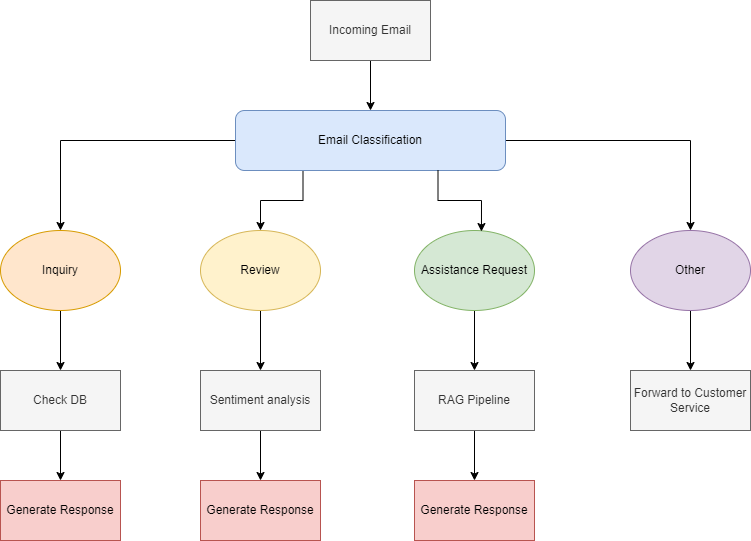 Incoming Email
Email Classification
Inquiry
Review
Assistance Request
Other
Check DB
Sentiment analysis
RAG Pipeline
Forward to Customer
Service
Generate Response
Generate Response
Generate Response